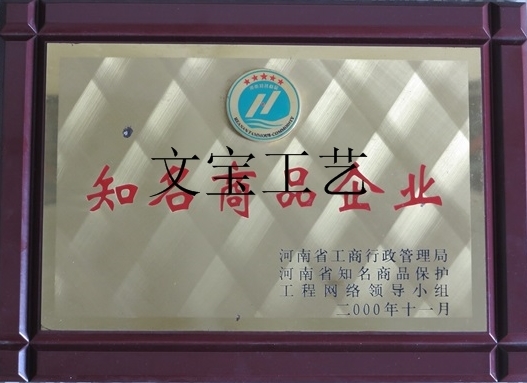 文宝工艺
知名商品企业
河南省工商行政管理局
河南省知名商品保护
工程网络领导小组
二000年十一月